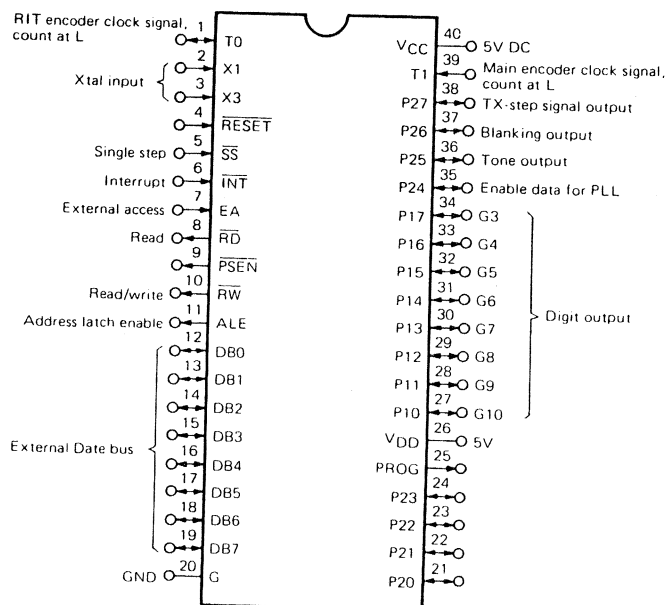 RIT encoder clock signal,
count at L
1 T0
Xtal input
2 X1
3 X3
4 RESET
Single step 5 SS
Interrupt 6 INT
External access 7 EA
Read 8 RD
9 PSEN
Read/write 10 RW
Address latch enable 11 ALE
External Date bus
12 DB0
13 DB1
14 DB2
15 DB3
16 DB4
17 DB5
18 DB6
19 DB7
GND 20 G
VCC 40 5V DC
T1 39 Main encoder clock signal,
count at L
P27 38 TX-step signal output
P26 37 Blanking output
P25 36 Tone output
P24 35 Enable data for PLL
P17 34 G3
P16 33 G4
P15 32 G5
P14 31 G6
Digit output
P13 30 G7
P12 29 G8
P11 28 G9
P10 27 G10
VDD 26 5V
PROG 25
P23 24
P22 23
P21 22
P20 21